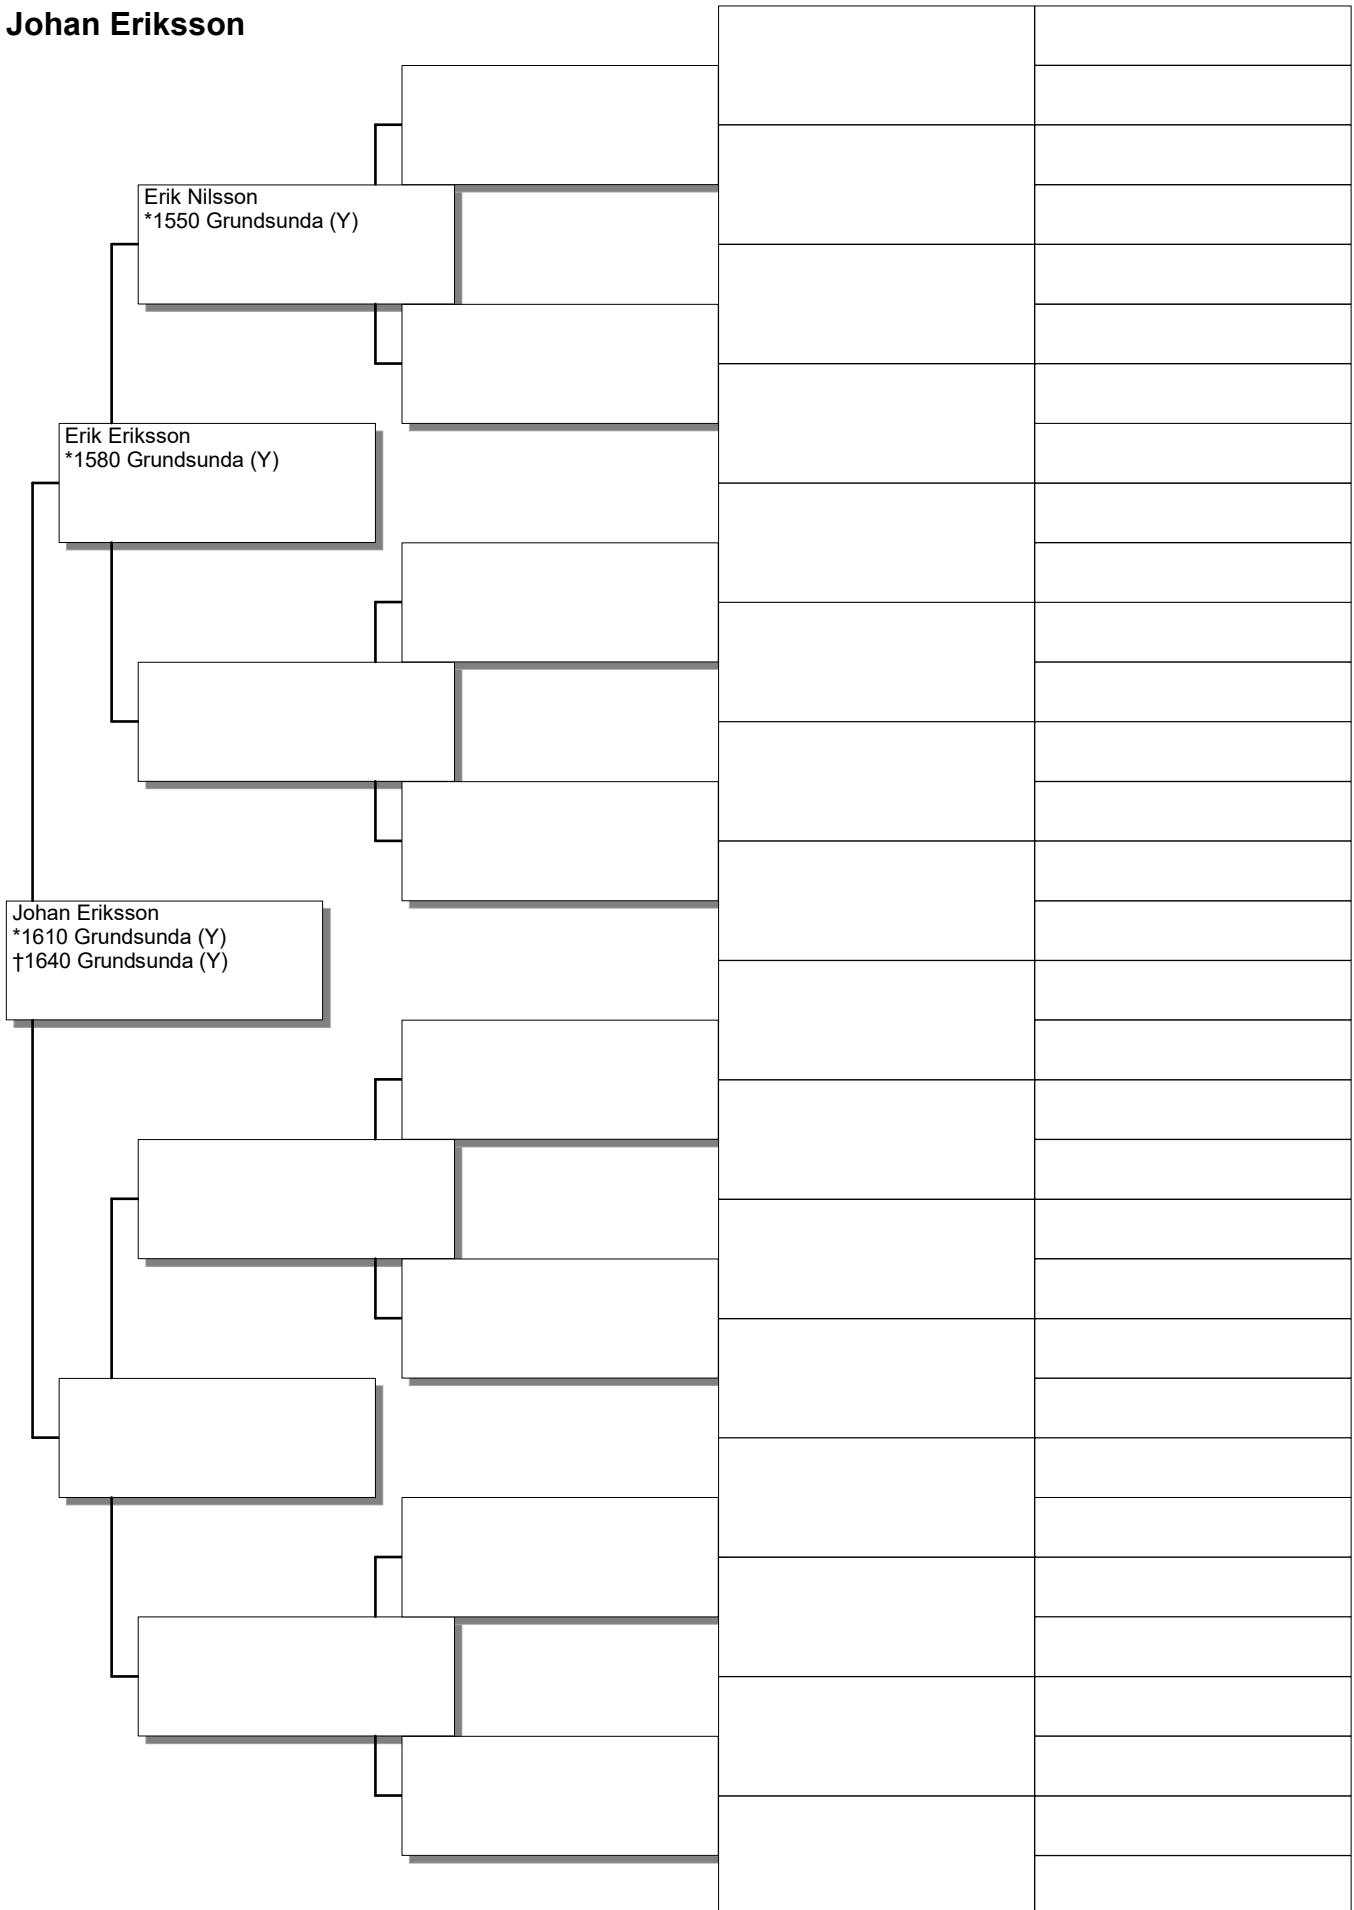 Johan Eriksson
Erik Nilsson
*1550 Grundsunda (Y)
Erik Eriksson
*1580 Grundsunda (Y)
Johan Eriksson
*1610 Grundsunda (Y)
†1640 Grundsunda (Y)